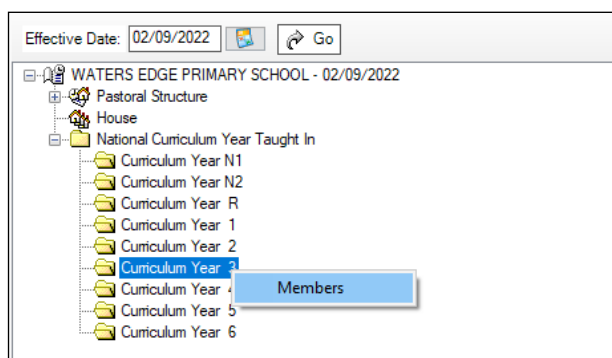 Effective Date: 02/09/2022 Go
WATERS EDGE PRIMARY SCHOOL - 02/09/2022
Pastoral Structure
House
National Curriculum Year Taught In
Curriculum Year N1
Curriculum Year N2
Curriculum Year R
Curriculum Year 1
Curriculum Year 2
Curriculum Year 3
Members
Curriculum Year 4
Curriculum Year 5
Curriculum Year 6